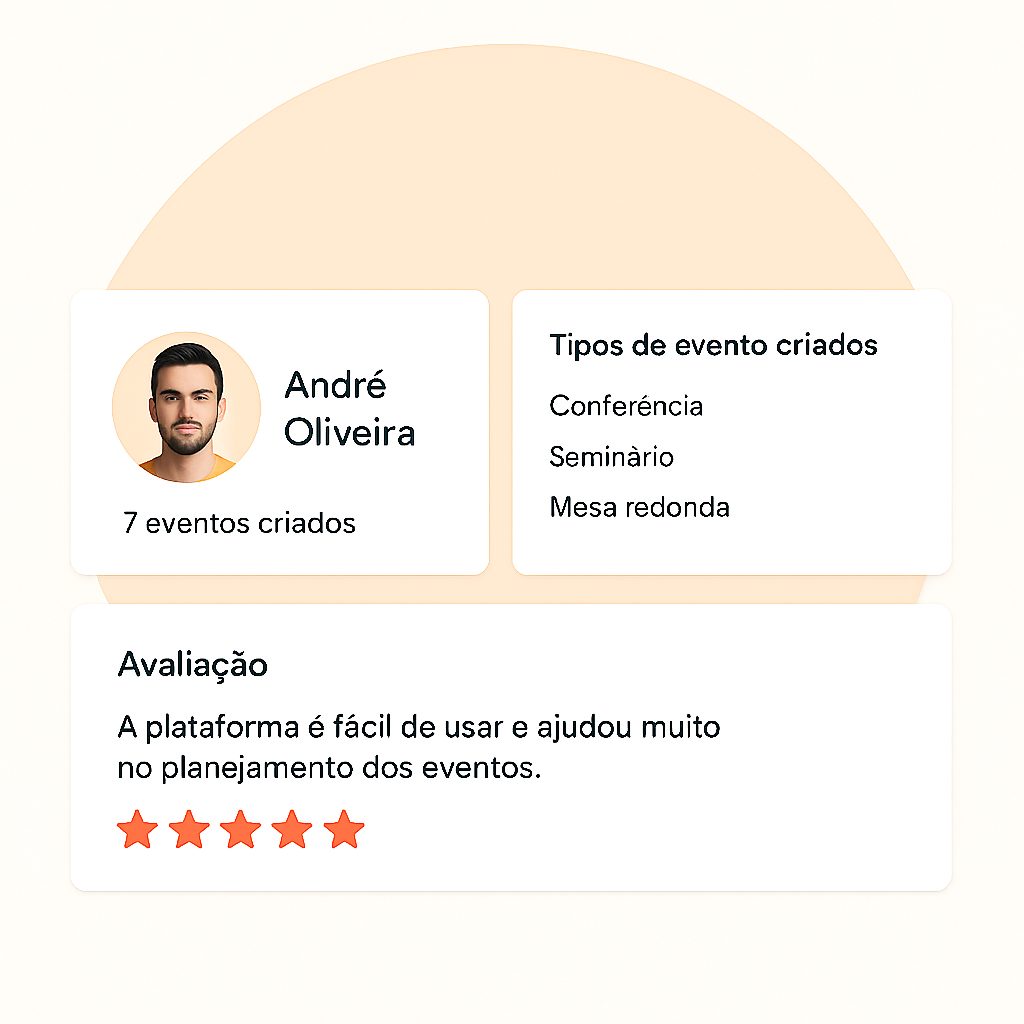 André
Oliveira
7 eventos criados
Tipos de evento criados
Conferéncia
Seminàrio
Mesa redonda
Avaliação
A plataforma é fácil de usar e ajudou muito
no planejamento dos eventos.